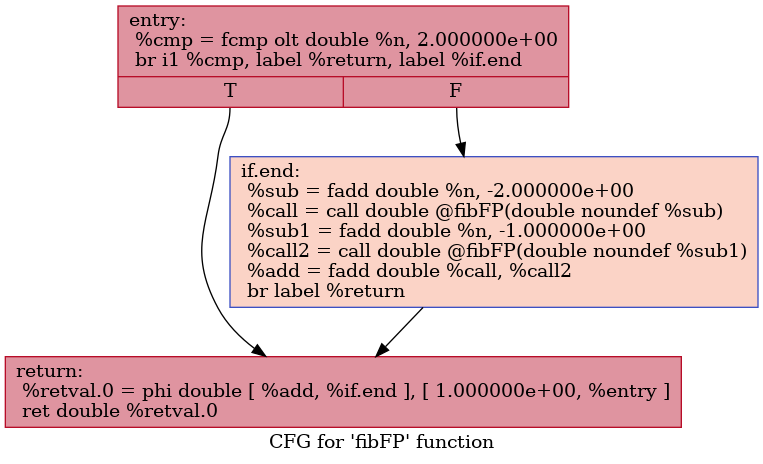 entry:
%cmp = fcmp olt double %n, 2.000000e+00
br i1 %cmp, label %return, label %if.end
T F
if.end:
%sub = fadd double %n, -2.000000e+00
%call = call double @fibFP(double noundef %sub)
%sub1 = fadd double %n, -1.000000e+00
%call2 = call double @fibFP(double noundef %sub1)
%add = fadd double %call, %call2
br label %return
return:
%retval.0 = phi double [ %add, %if.end ], [ 1.000000e+00, %entry ]
ret double %retval.0
CFG for 'fibFP' function